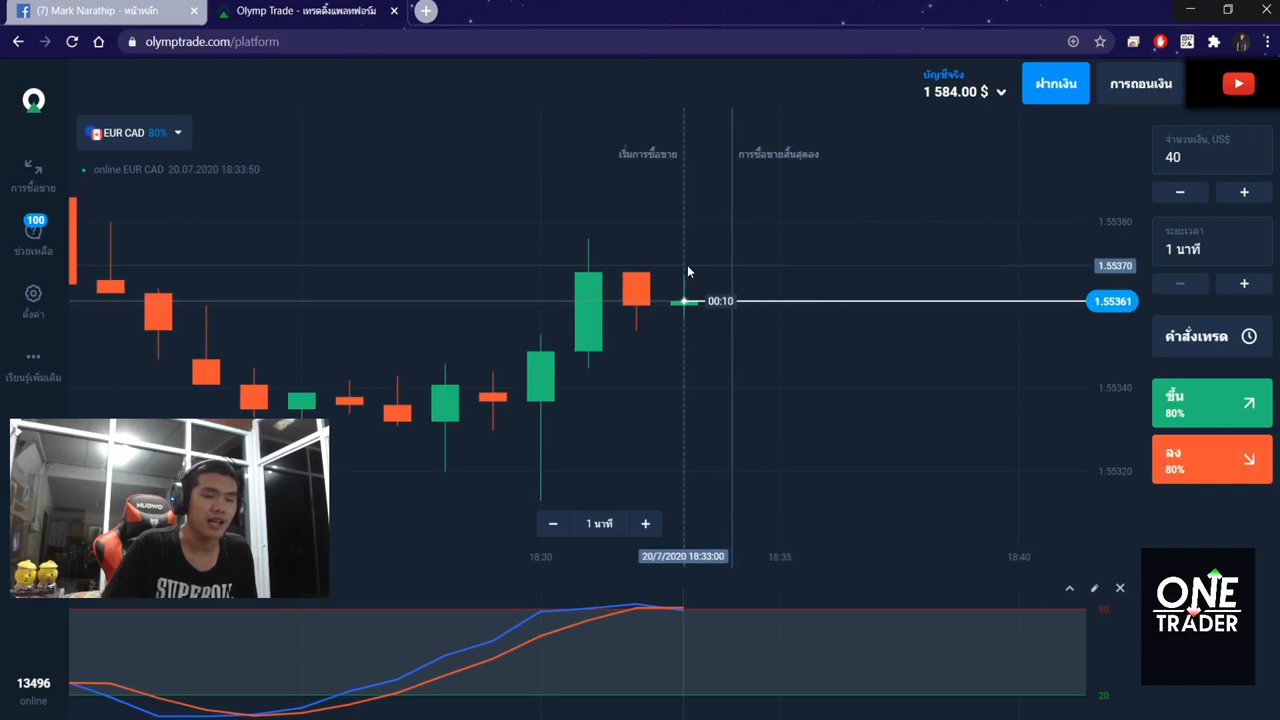 (7) Mark Narathip - หน้าหลัก
Olymp Trade - เทรดดิ้งแพลทฟอร์ม
olymptrade.com/platform
บัญชีจริง
1 584.00 $
ฝากเงิน
การถอนเงิน
EUR CAD 80%
เริ่มการซื้อขาย
การซื้อขายสิ้นสุดลง
online EUR CAD 20.07.2020 18:33:50
จำนวนเงิน, US$
40
การซื้อขาย
100
ช่วยเหลือ
ตั้งค่า
เรียนรู้เพิ่มเติม
ระยะเวลา
1 นาที
1.55380
1.55370
00:10
1.55361
1.55340
1.55320
คำสั่งเทรด
ขึ้น
80%
ลง
80%
NUBWO
1 นาที
18:30
20/7/2020 18:33:00
18:35
18:40
80
20
ONE
TRADER
13496
online